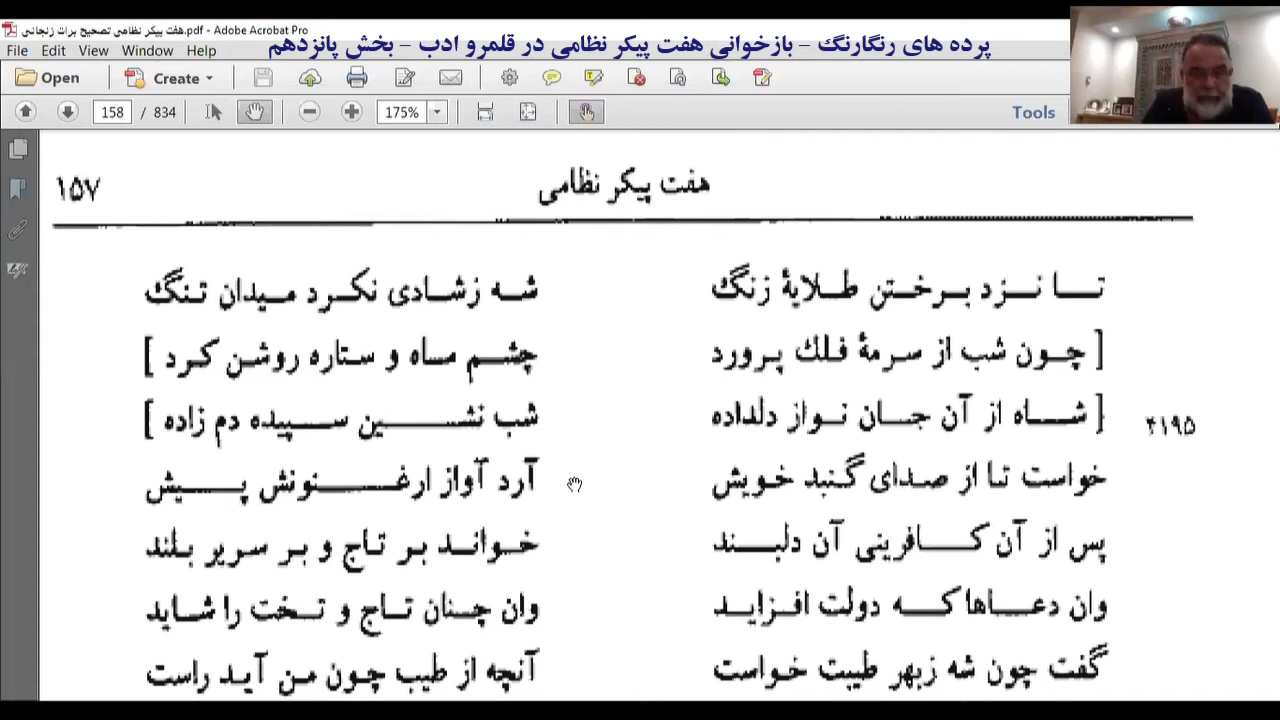 هفت پیکر نظامی تصحیح برات زنجانی.pdf - Adobe Acrobat Pro
پرده های رنگارنگ - بازخوانی هفت پیکر نظامی در قلمرو ادب - بخش پانزدهم
File Edit View Window Help
Open Create
158 / 834 175% Tools
هفت پیکر نظامی ۱۵۷
تا نزد برختن طلایهٔ زنگ شه زشادی نکرد میدان تنگ
[ چون شب از سرمهٔ فلك پرورد چشم ماه و ستاره روشن کرد ]
۴۱۹۵ [ شاه از آن جان نواز دلداده شب نشین سپیده دم زاده ]
خواست تا از صدای گنبد خویش آرد آواز ارغنونش پیش
پس از آن کافرینی آن دلبند خواند بر تاج و بر سریر بلند
وان دعاها که دولت افزاید وان چنان تاج و تخت را شاید
گفت چون شه زبهر طیبت خواست آنچه از طیب چون من آید راست